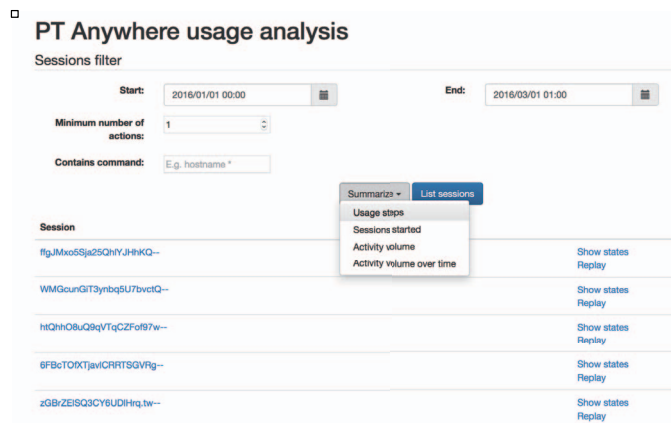 PT Anywhere usage analysis
Sessions filter
Start: 2016/01/01 00:00 End: 2016/03/01 01:00
Minimum number of actions: 1
Contains command: E.g. hostname *
Summarize List sessions
Usage steps
Sessions started
Activity volume
Activity volume over time
Session
ffgJMxo5Sja25QhlYJHhKQ-- Show states
Replay
WMGcunGiT3ynbq5U7bvctQ-- Show states
Replay
htQhhO8uQ9qVTqCZFof97w-- Show states
Replay
6FBcTOfXTjavlCRRTSGVRg-- Show states
Replay
zGBrZElSQ3CY6UDIHrq.tw-- Show states
Replay